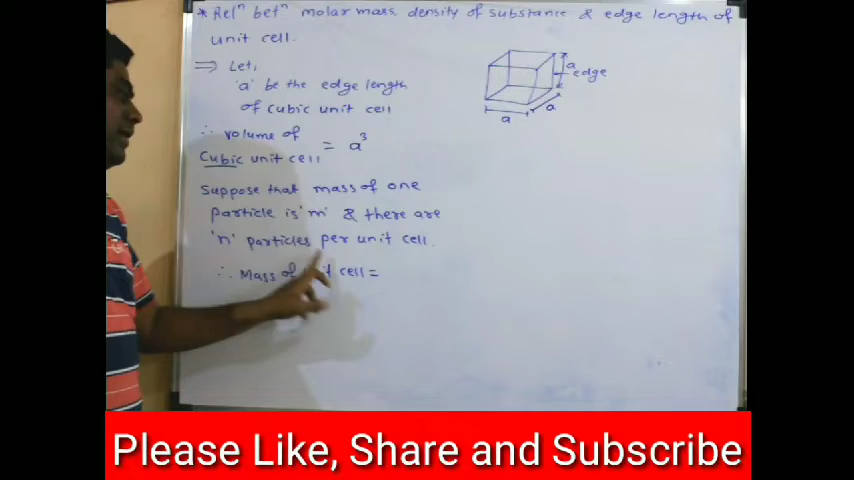 * Relⁿ betⁿ molar mass, density of substance & edge length of
unit cell.
⇒ Let,
'a' be the edge length
of cubic unit cell
∴ volume of
Cubic unit cell = a³
Suppose that mass of one
particle is 'm' & there are
'n' particles per unit cell.
∴ Mass of unit cell =
a
edge
a
a
Please Like, Share and Subscribe